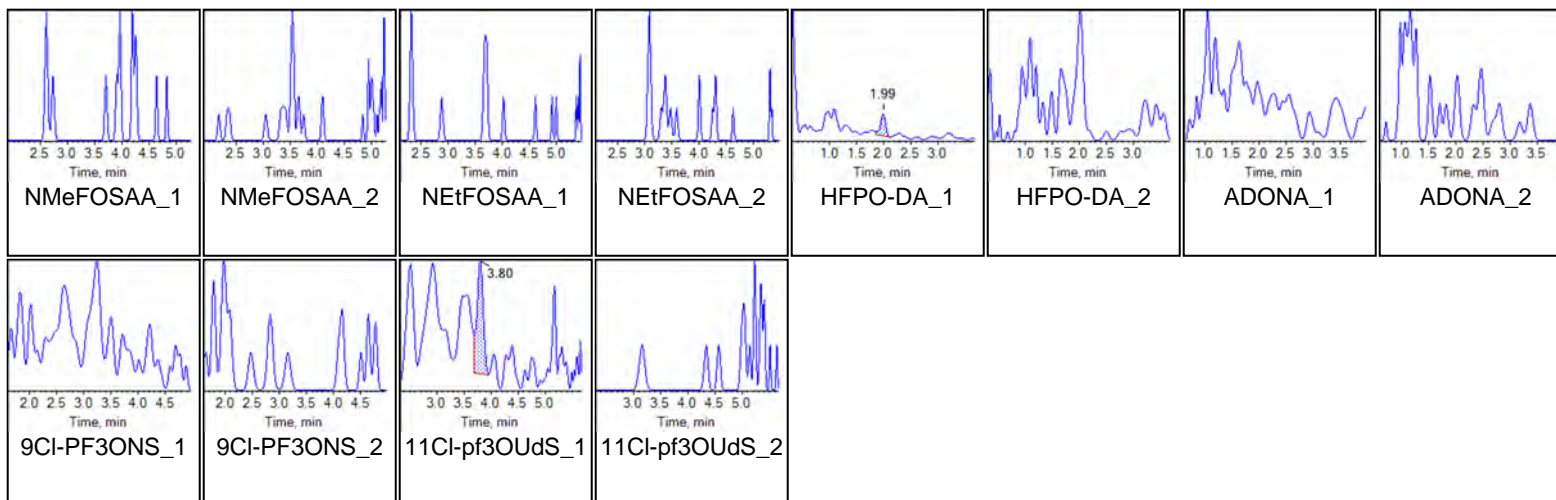 1.99
2.5 3.0 3.5 4.0 4.5 5.0 2.5 3.0 3.5 4.0 4.5 5.0 2.5 3.0 3.5 4.0 4.5 5.0 2.5 3.0 3.5 4.0 4.5 5.0 1.0 1.5 2.0 2.5 3.0 1.0 1.5 2.0 2.5 3.0 1.0 1.5 2.0 2.5 3.0 3.5 1.0 1.5 2.0 2.5 3.0 3.5
Time, min Time, min Time, min Time, min Time, min Time, min Time, min Time, min
NMeFOSAA_1 NMeFOSAA_2 NEtFOSAA_1 NEtFOSAA_2 HFPO-DA_1 HFPO-DA_2 ADONA_1 ADONA_2
3.80
2.0 2.5 3.0 3.5 4.0 4.5 2.0 2.5 3.0 3.5 4.0 4.5 3.0 3.5 4.0 4.5 5.0 3.0 3.5 4.0 4.5 5.0
Time, min Time, min Time, min Time, min
9Cl-PF3ONS_1 9Cl-PF3ONS_2 11Cl-pf3OUdS_1 11Cl-pf3OUdS_2